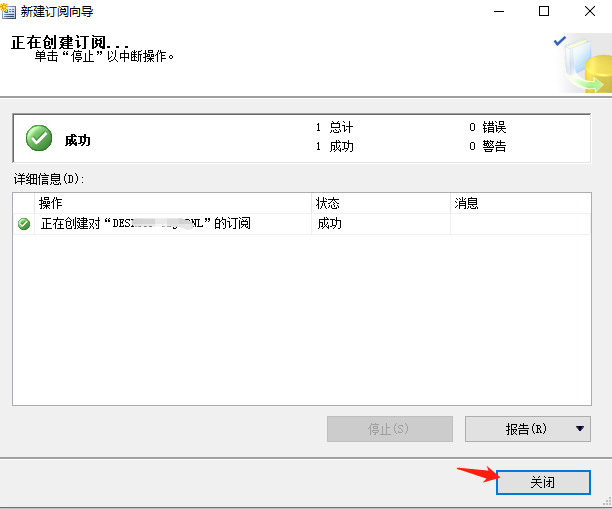 新建订阅向导
正在创建订阅...
单击“停止”以中断操作。
成功
1 总计
0 错误
1 成功
0 警告
详细信息(D):
操作 状态 消息
正在创建对“DES NL”的订阅 成功
停止(S)
报告(R)
关闭